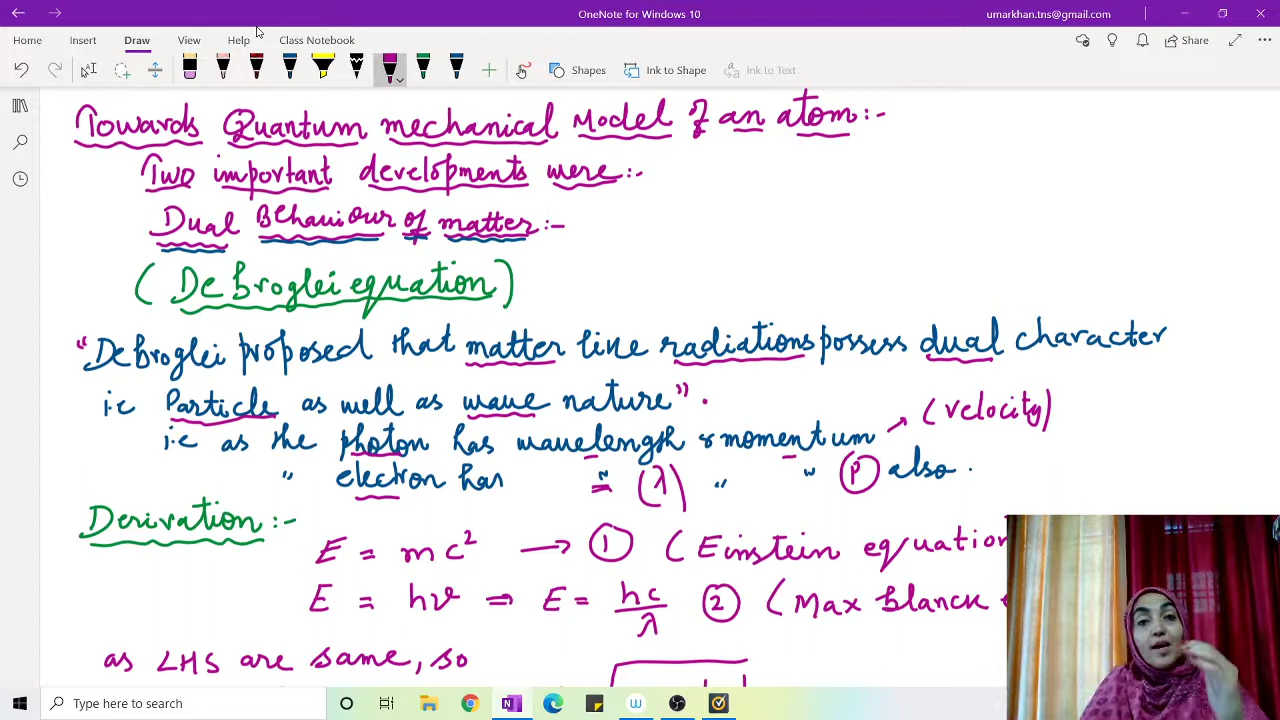 OneNote for Windows 10
umarkhan.tns@gmail.com
Home Insert Draw View Help Class Notebook
Share
Shapes Ink to Shape Ink to Text
Towards Quantum mechanical Model of an atom:-
Two important developments were:-
Dual Behaviour of matter:-
(De Broglei equation)
"De Broglei proposed that matter like radiations possess dual character
i.e Particle as well as wave nature".
i.e as the photon has wavelength & momentum → (velocity)
" electron has " (λ) " " (p) also.
Derivation:-
E = mc² → ① (Einstein equation
E = hν ⇒ E = hc/λ ② (Max Blanck
as LHS are same, so
Type here to search